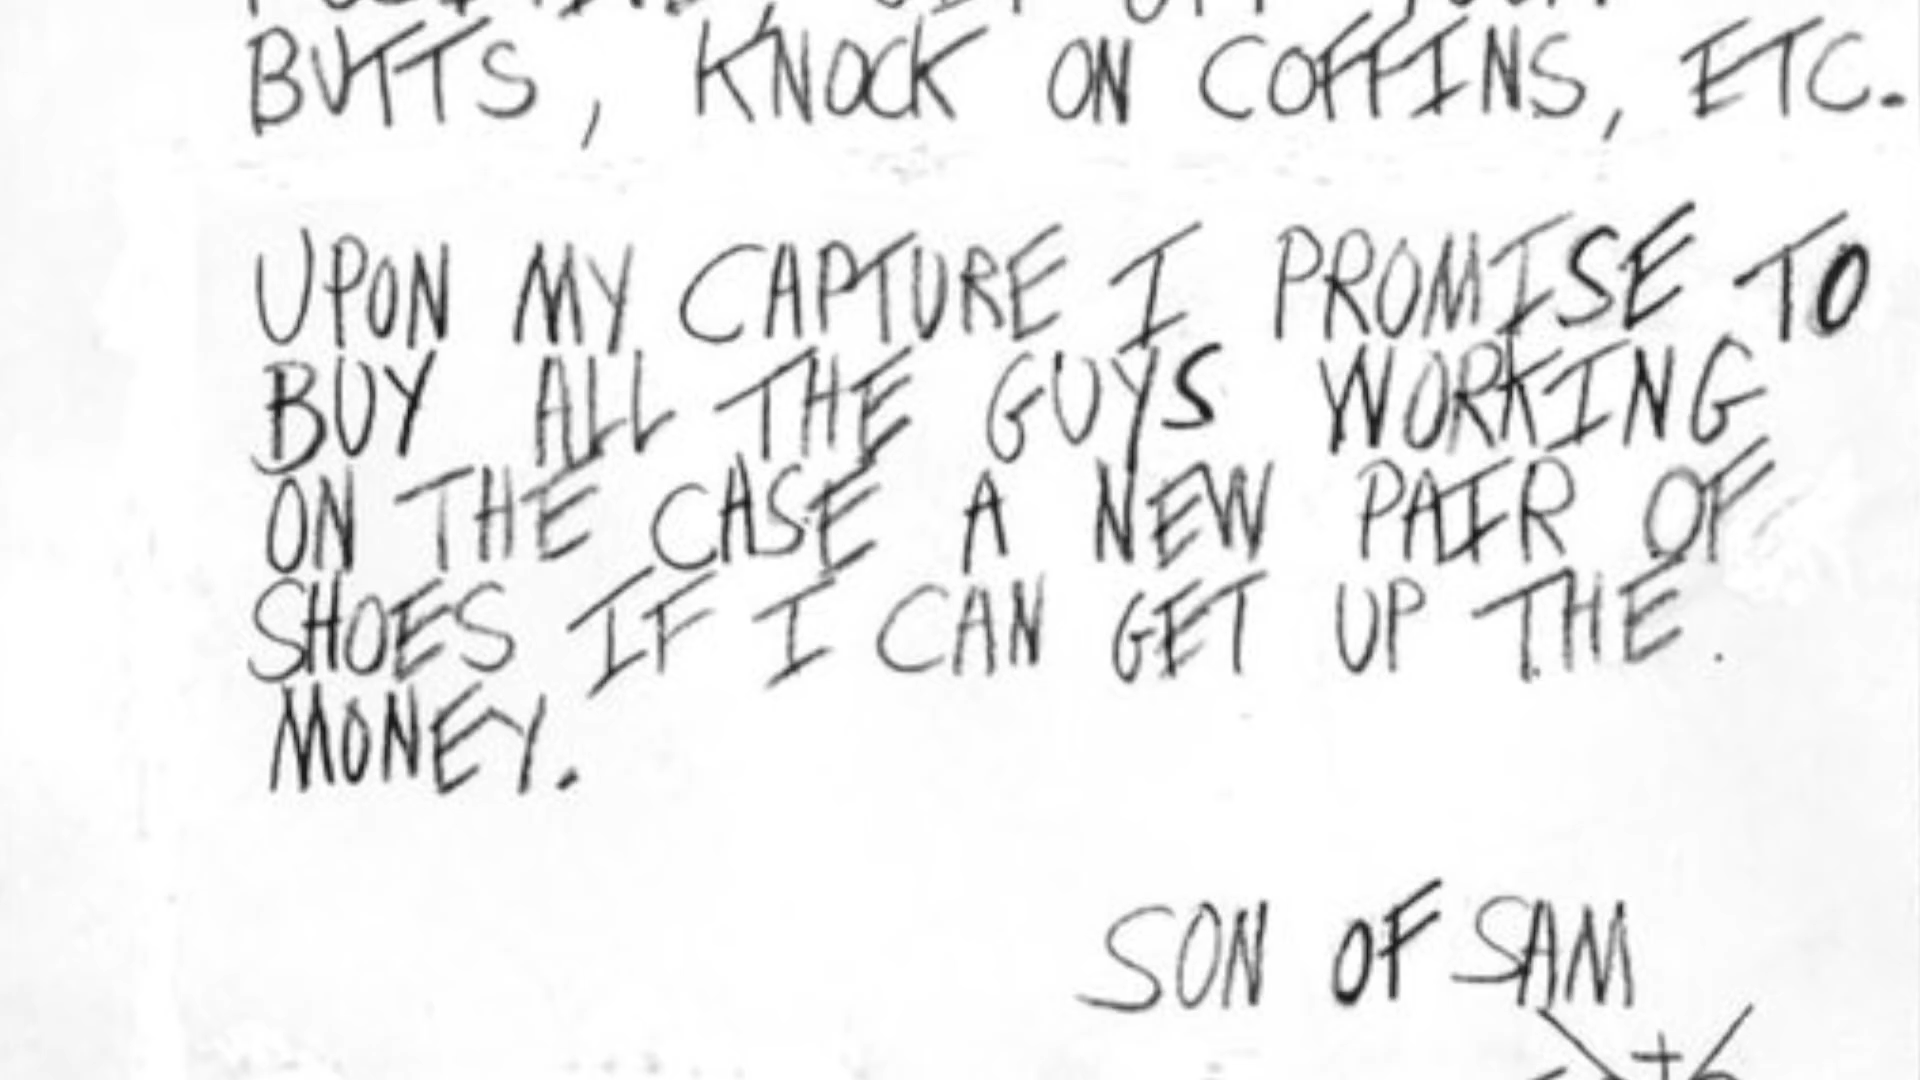 BUTTS, KNOCK ON COFFINS, ETC.
UPON MY CAPTURE I PROMISE TO
BUY ALL THE GUYS WORKING
ON THE CASE A NEW PAIR OF
SHOES IF I CAN GET UP THE
MONEY.
SON OF SAM